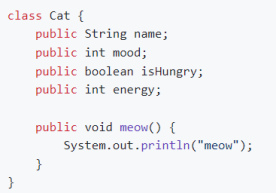 class Cat {
    public String name;
    public int mood;
    public boolean isHungry;
    public int energy;

    public void meow() {
        System.out.println("meow");
    }
}